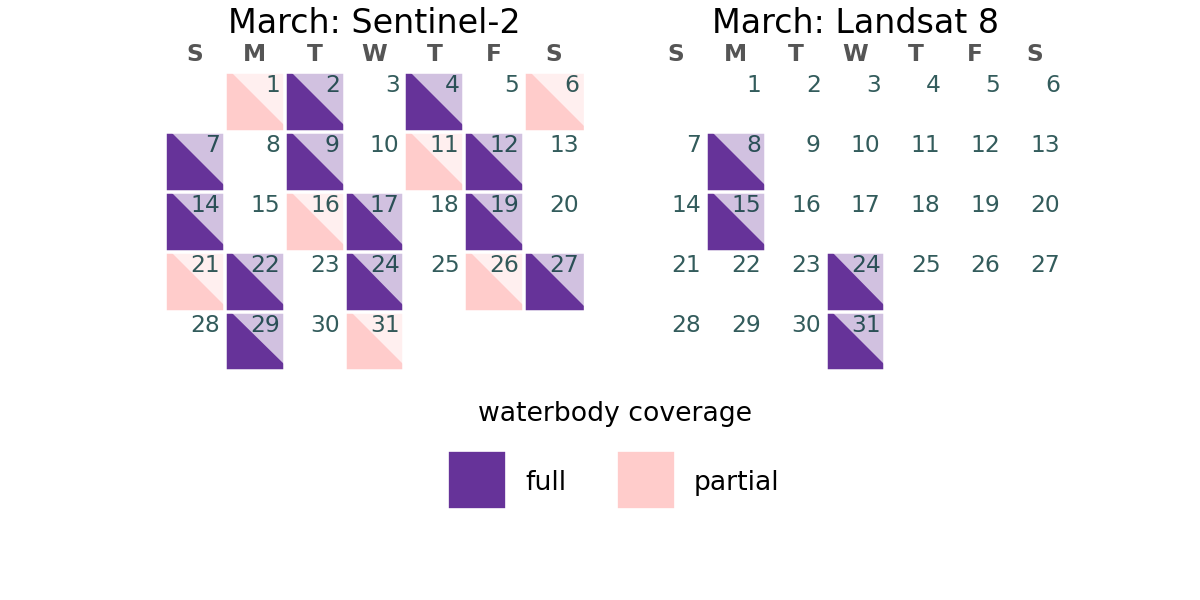 March: Sentinel-2
S M T W T F S
1 2 3 4 5 6
7 8 9 10 11 12 13
14 15 16 17 18 19 20
21 22 23 24 25 26 27
28 29 30 31
March: Landsat 8
S M T W T F S
1 2 3 4 5 6
7 8 9 10 11 12 13
14 15 16 17 18 19 20
21 22 23 24 25 26 27
28 29 30 31
waterbody coverage
full
partial